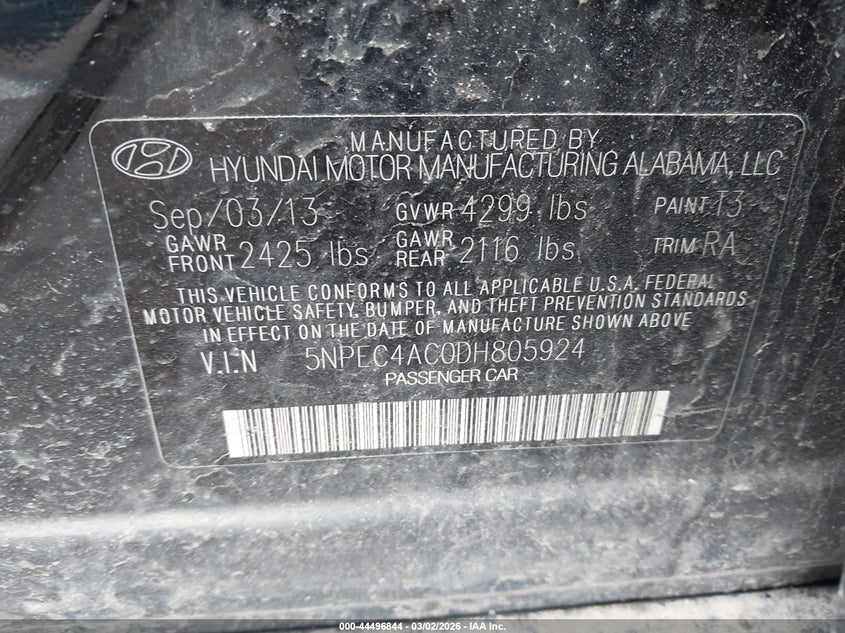 MANUFACTURED BY
HYUNDAI MOTOR MANUFACTURING ALABAMA, LLC
Sep/03/13 GVWR 4299 lbs PAINT T3
GAWR FRONT 2425 lbs GAWR REAR 2116 lbs TRIM RA
THIS VEHICLE CONFORMS TO ALL APPLICABLE U.S.A. FEDERAL
MOTOR VEHICLE SAFETY, BUMPER, AND THEFT PREVENTION STANDARDS
IN EFFECT ON THE DATE OF MANUFACTURE SHOWN ABOVE
V.I.N 5NPEC4AC0DH805924
PASSENGER CAR
000-44496844 - 03/02/2026 - IAA Inc.